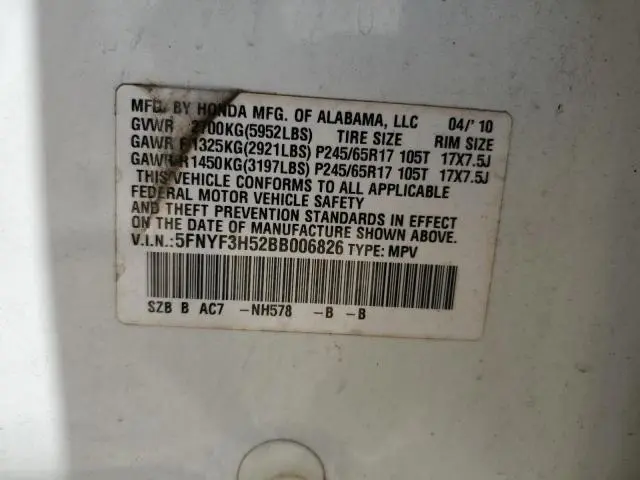 MFD. BY HONDA MFG. OF ALABAMA, LLC 04/'10
GVWR 2700KG(5952LBS) TIRE SIZE RIM SIZE
GAWR F 1325KG(2921LBS) P245/65R17 105T 17X7.5J
GAWR R 1450KG(3197LBS) P245/65R17 105T 17X7.5J
THIS VEHICLE CONFORMS TO ALL APPLICABLE
FEDERAL MOTOR VEHICLE SAFETY
AND THEFT PREVENTION STANDARDS IN EFFECT
ON THE DATE OF MANUFACTURE SHOWN ABOVE.
V.I.N.:5FNYF3H52BB006826 TYPE: MPV
SZB B AC7 -NH578 -B -B